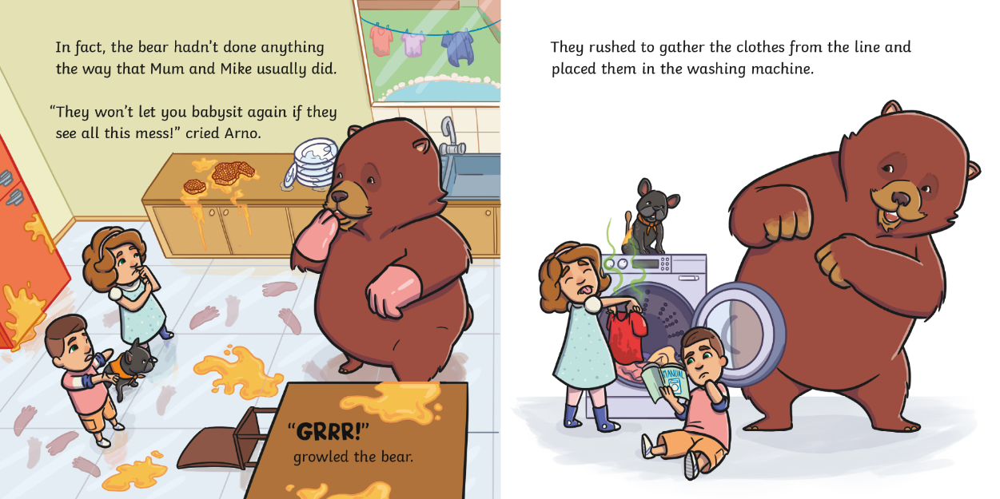 In fact, the bear hadn't done anything
the way that Mum and Mike usually did.
“They won't let you babysit again if they
see all this mess!” cried Arno.
“GRRR!”
growled the bear.
They rushed to gather the clothes from the line and
placed them in the washing machine.
MANUAL